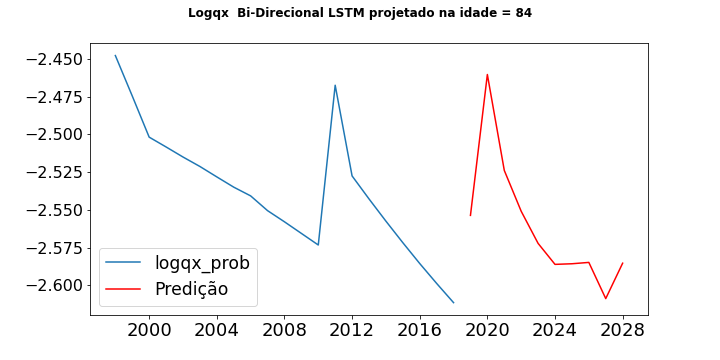 Logqx  Bi-Direcional LSTM projetado na idade = 84
−2.450
−2.475
−2.500
−2.525
−2.550
−2.575
−2.600
logqx_prob
Predição
2000 2004 2008 2012 2016 2020 2024 2028